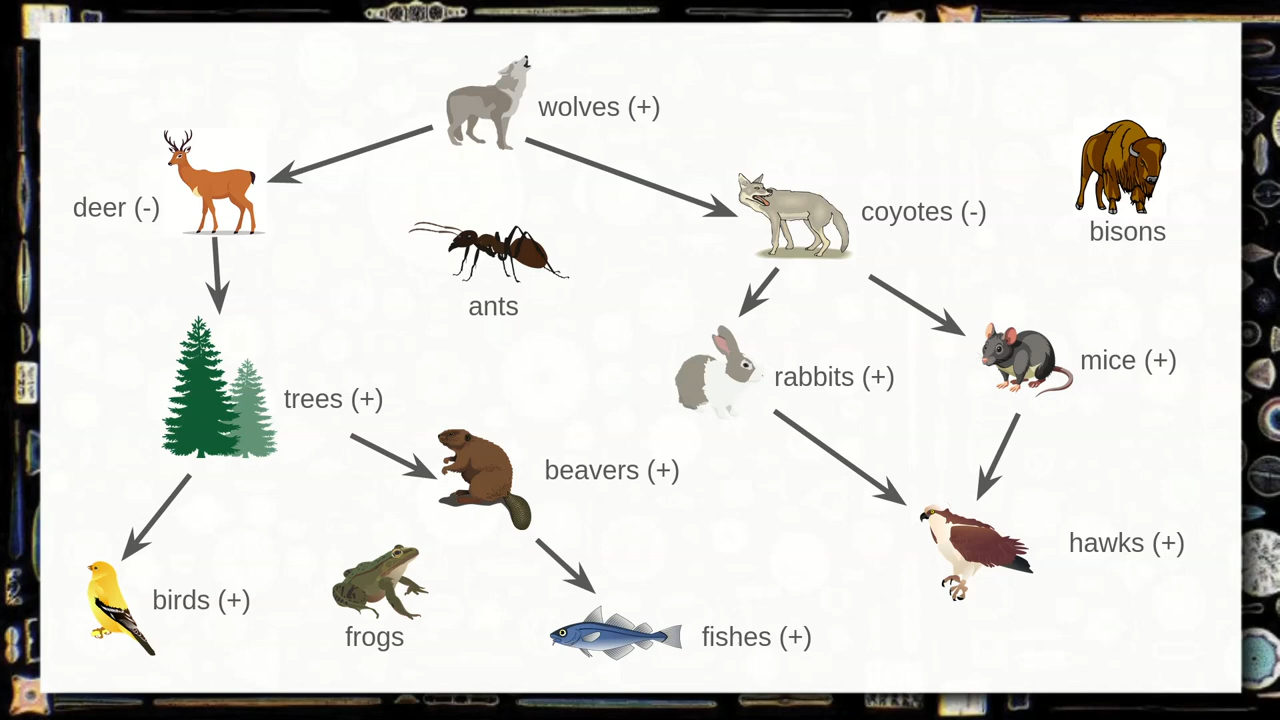 wolves (+)
deer (-)
coyotes (-)
bisons
ants
rabbits (+)
mice (+)
trees (+)
beavers (+)
hawks (+)
birds (+)
frogs
fishes (+)